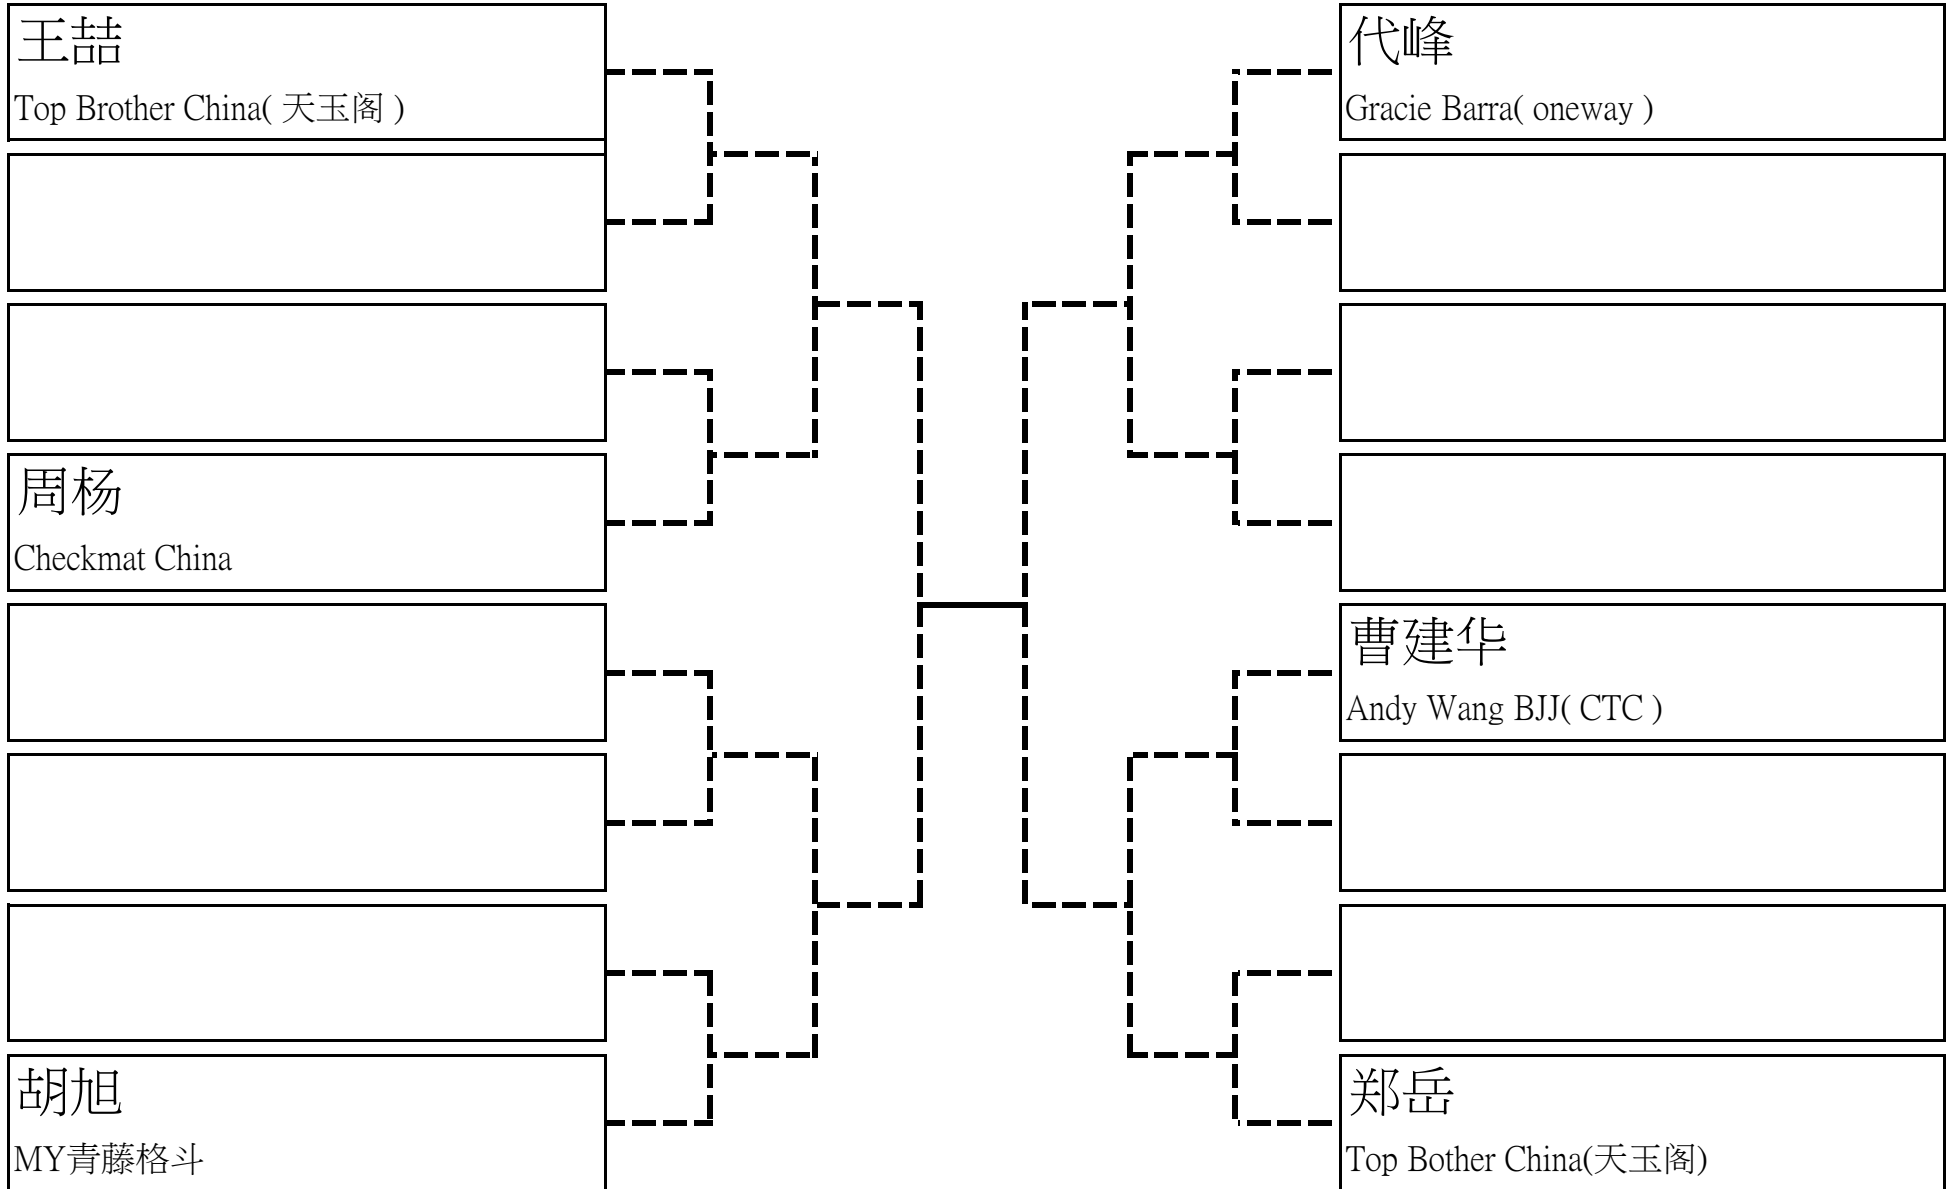 王喆
Top Brother China( 天玉阁 )
周杨
Checkmat China
胡旭
MY青藤格斗
代峰
Gracie Barra( oneway )
曹建华
Andy Wang BJJ( CTC )
郑岳
Top Bother China(天玉阁)